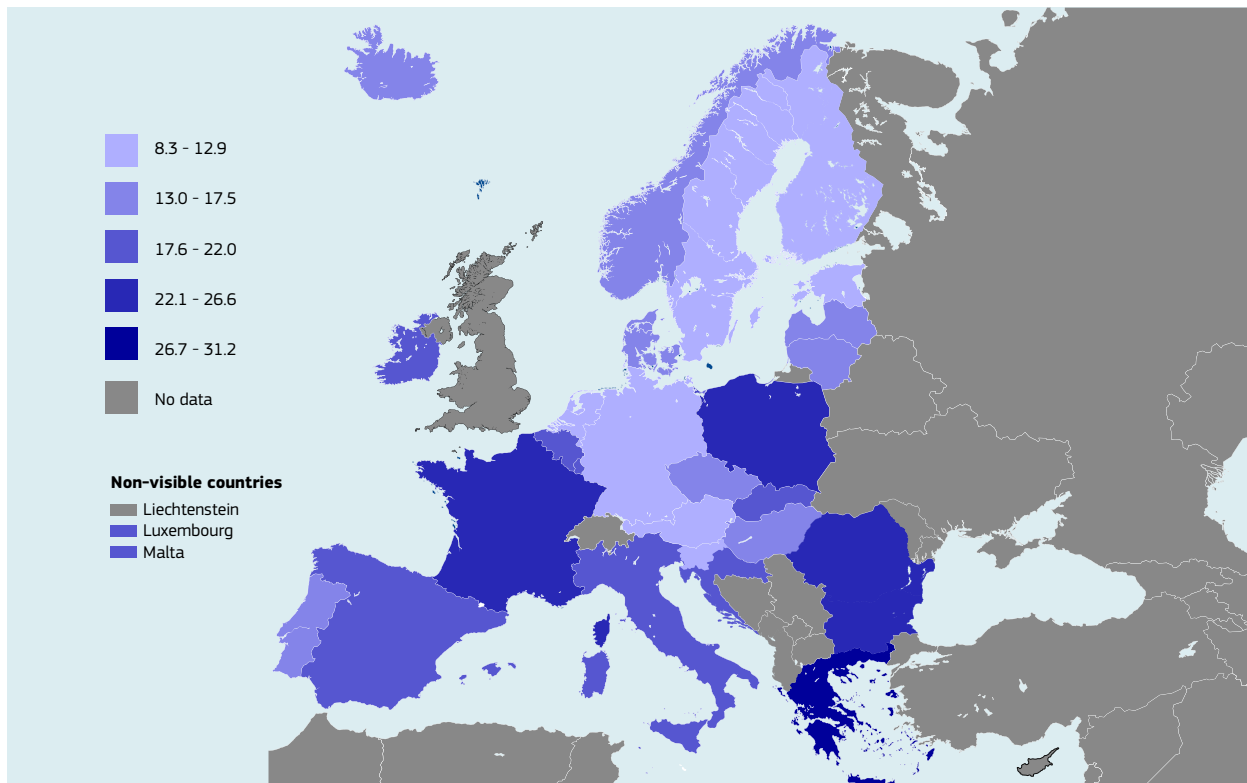 8.3 - 12.9
13.0 - 17.5
17.6 - 22.0
22.1 - 26.6
26.7 - 31.2
No data
Non-visible countries
Liechtenstein
Luxembourg
Malta